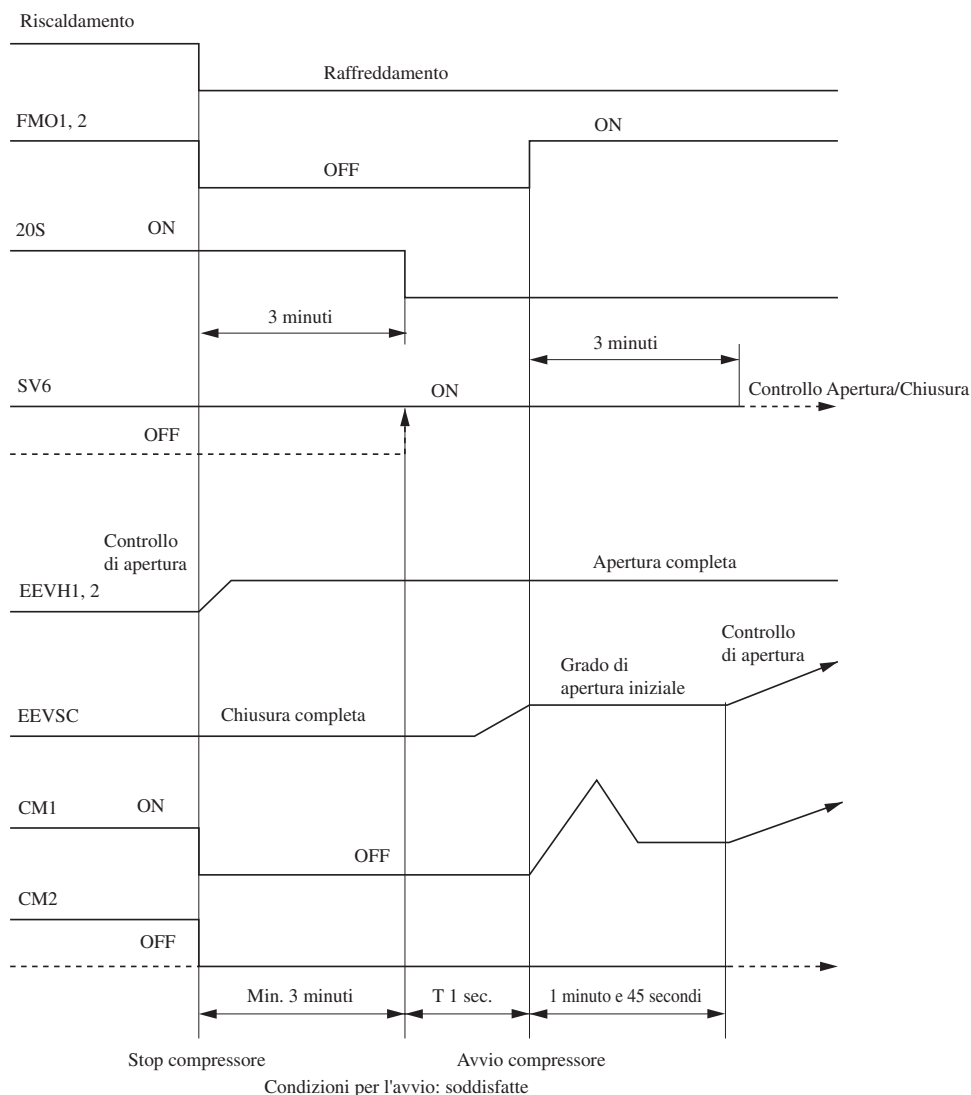 Riscaldamento
Raffreddamento
FMO1, 2
ON
OFF
20S
ON
3 minuti
3 minuti
SV6
ON
Controllo Apertura/Chiusura
OFF
Controllo
di apertura
Apertura completa
EEVH1, 2
Controllo
di apertura
Grado di
apertura iniziale
EEVSC
Chiusura completa
CM1
ON
OFF
CM2
OFF
Min. 3 minuti
T 1 sec.
1 minuto e 45 secondi
Stop compressore
Avvio compressore
Condizioni per l'avvio: soddisfatte